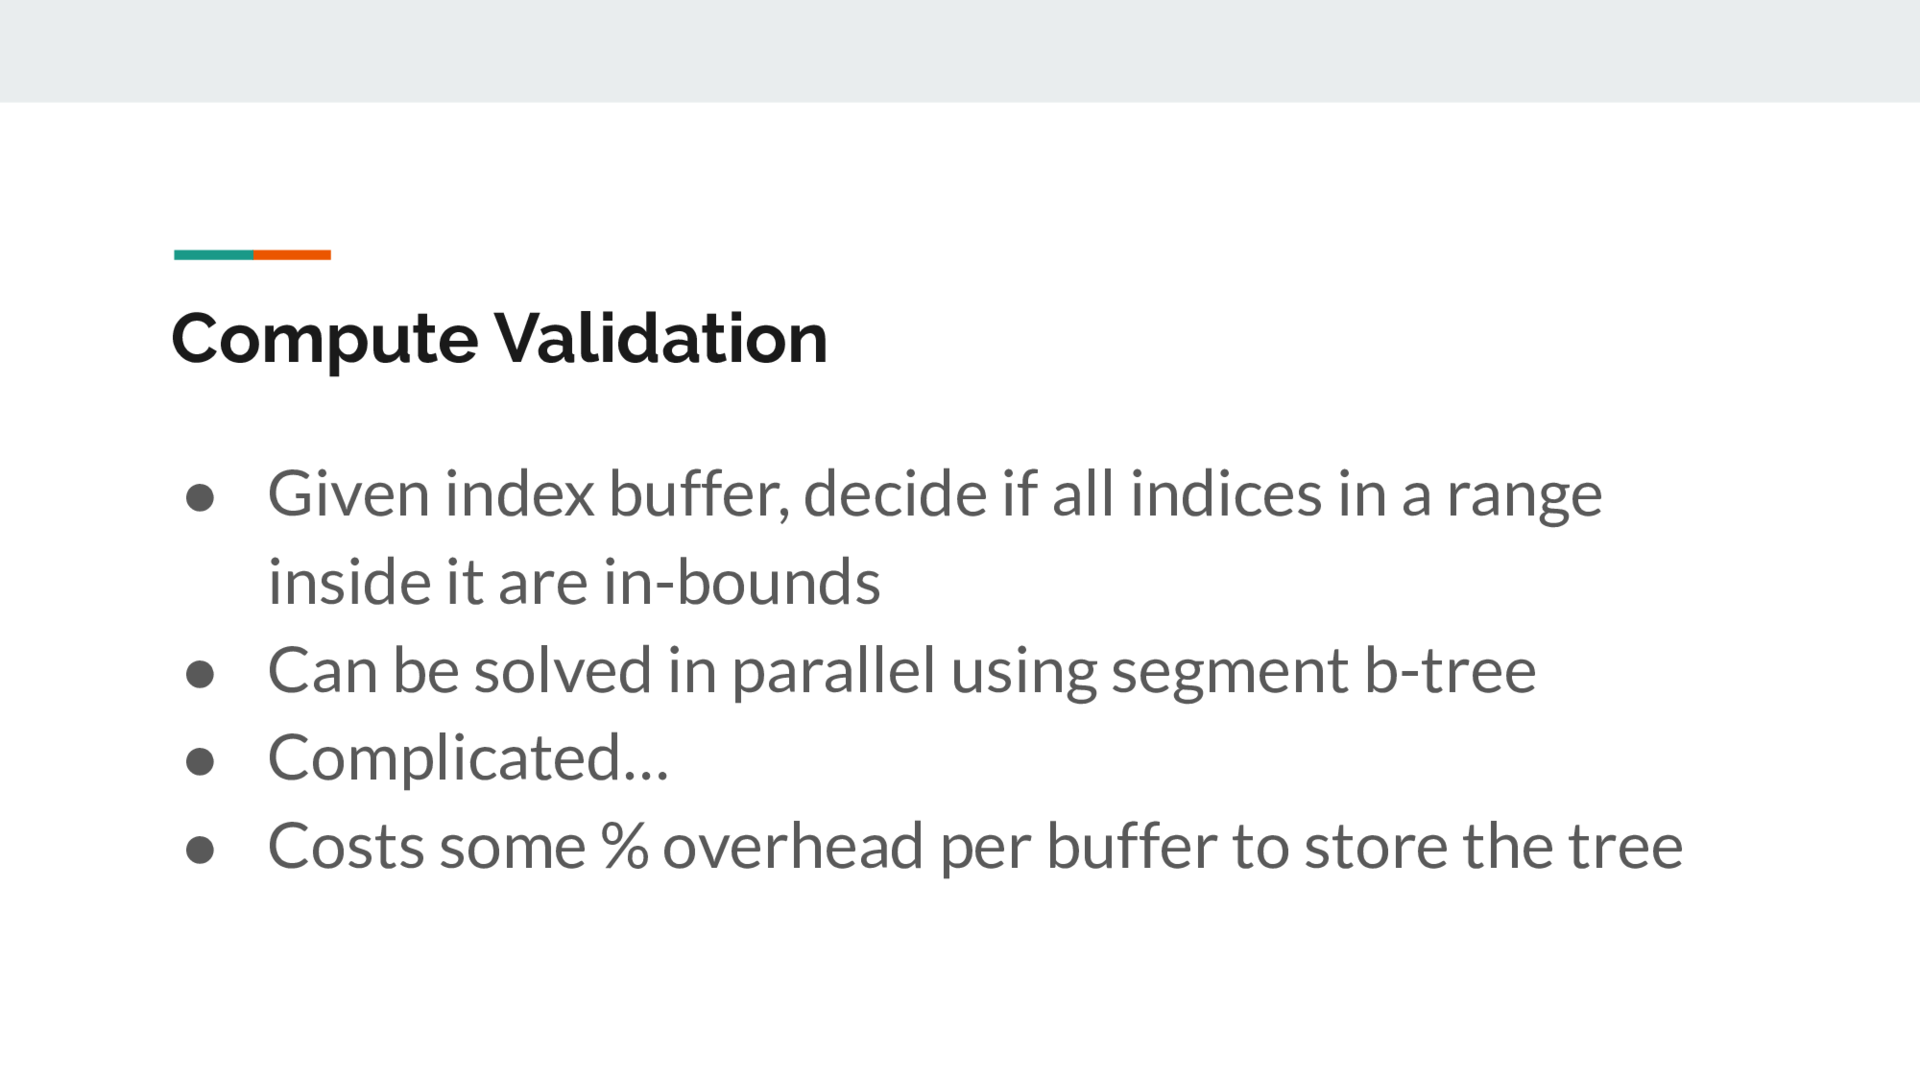 Compute Validation
● Given index buffer, decide if all indices in a range
inside it are in-bounds
● Can be solved in parallel using segment b-tree
● Complicated...
● Costs some % overhead per buffer to store the tree